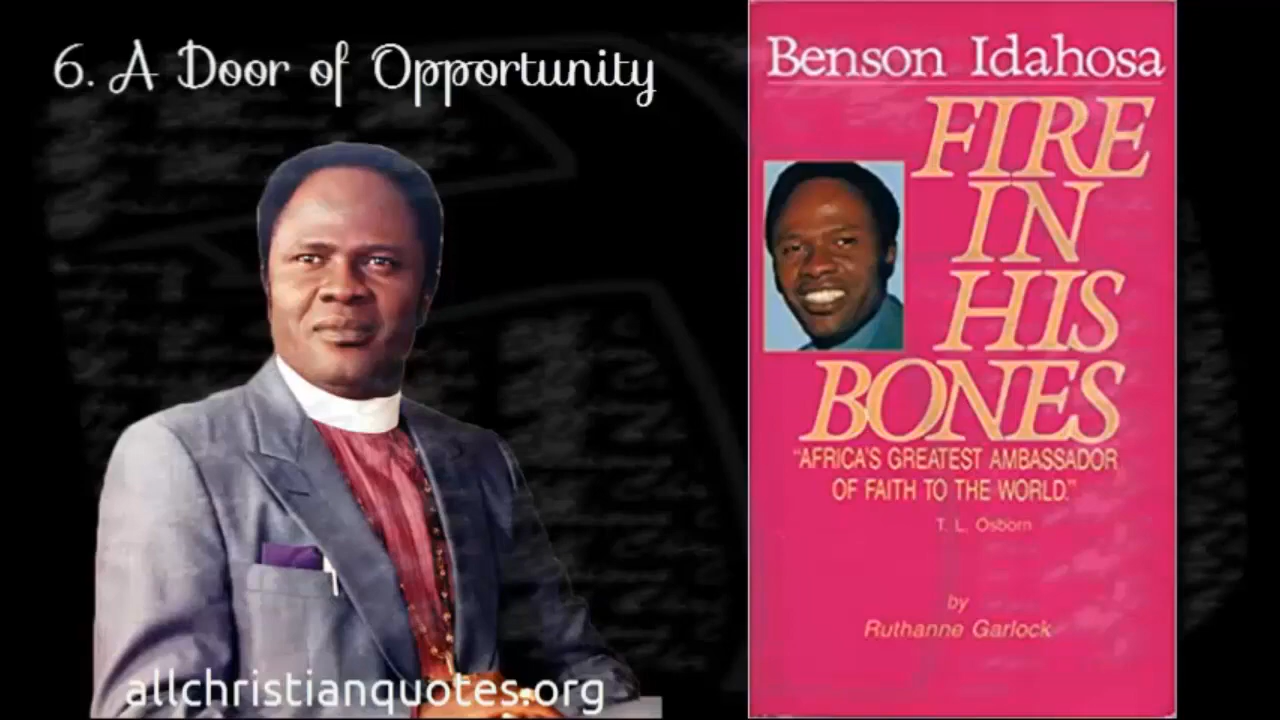 6. A Door of Opportunity
allchristianquotes.org
Benson Idahosa
FIRE
IN
HIS
BONES
"AFRICA'S GREATEST AMBASSADOR
OF FAITH TO THE WORLD."
T. L. Osborn
by
Ruthanne Garlock